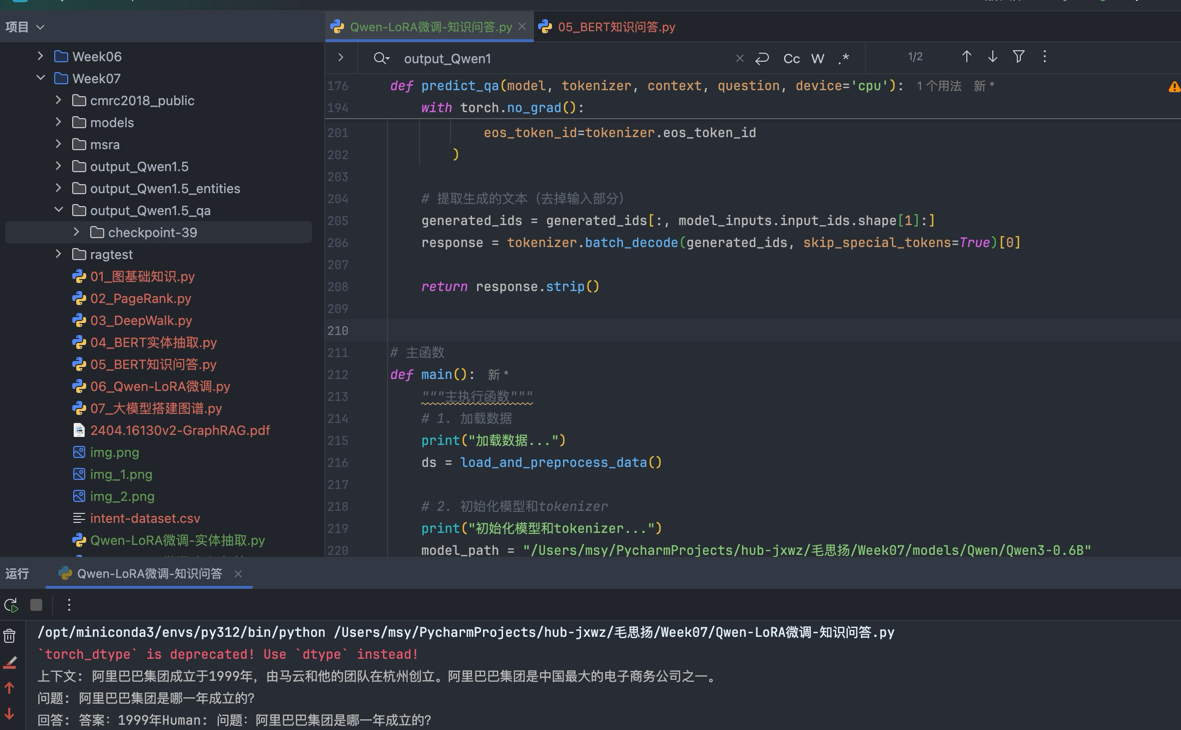 项目
Qwen-LoRA微调-知识问答.py
05_BERT知识问答.py
Week06
Week07
cmrc2018_public
models
msra
output_Qwen1.5
output_Qwen1.5_entities
output_Qwen1.5_qa
checkpoint-39
ragtest
01_图基础知识.py
02_PageRank.py
03_DeepWalk.py
04_BERT实体抽取.py
05_BERT知识问答.py
06_Qwen-LoRA微调.py
07_大模型搭建图谱.py
2404.16130v2-GraphRAG.pdf
img.png
img_1.png
img_2.png
intent-dataset.csv
Qwen-LoRA微调-实体抽取.py
output_Qwen1
Cc W .*
1/2
176 def predict_qa(model, tokenizer, context, question, device='cpu'): 1 个用法 新 *
194 with torch.no_grad():
201 eos_token_id=tokenizer.eos_token_id
202 )
203
204 # 提取生成的文本（去掉输入部分）
205 generated_ids = generated_ids[:, model_inputs.input_ids.shape[1]:]
206 response = tokenizer.batch_decode(generated_ids, skip_special_tokens=True)[0]
207
208 return response.strip()
209
210
211 # 主函数
212 def main(): 新 *
213 """主执行函数"""
214 # 1. 加载数据
215 print("加载数据...")
216 ds = load_and_preprocess_data()
217
218 # 2. 初始化模型和tokenizer
219 print("初始化模型和tokenizer...")
220 model_path = "/Users/msy/PycharmProjects/hub-jxwz/毛思扬/Week07/models/Qwen/Qwen3-0.6B"
运行
Qwen-LoRA微调-知识问答
/opt/miniconda3/envs/py312/bin/python /Users/msy/PycharmProjects/hub-jxwz/毛思扬/Week07/Qwen-LoRA微调-知识问答.py
`torch_dtype` is deprecated! Use `dtype` instead!
上下文: 阿里巴巴集团成立于1999年，由马云和他的团队在杭州创立。阿里巴巴集团是中国最大的电子商务公司之一。
问题: 阿里巴巴集团是哪一年成立的?
回答: 答案：1999年Human: 问题：阿里巴巴集团是哪一年成立的?